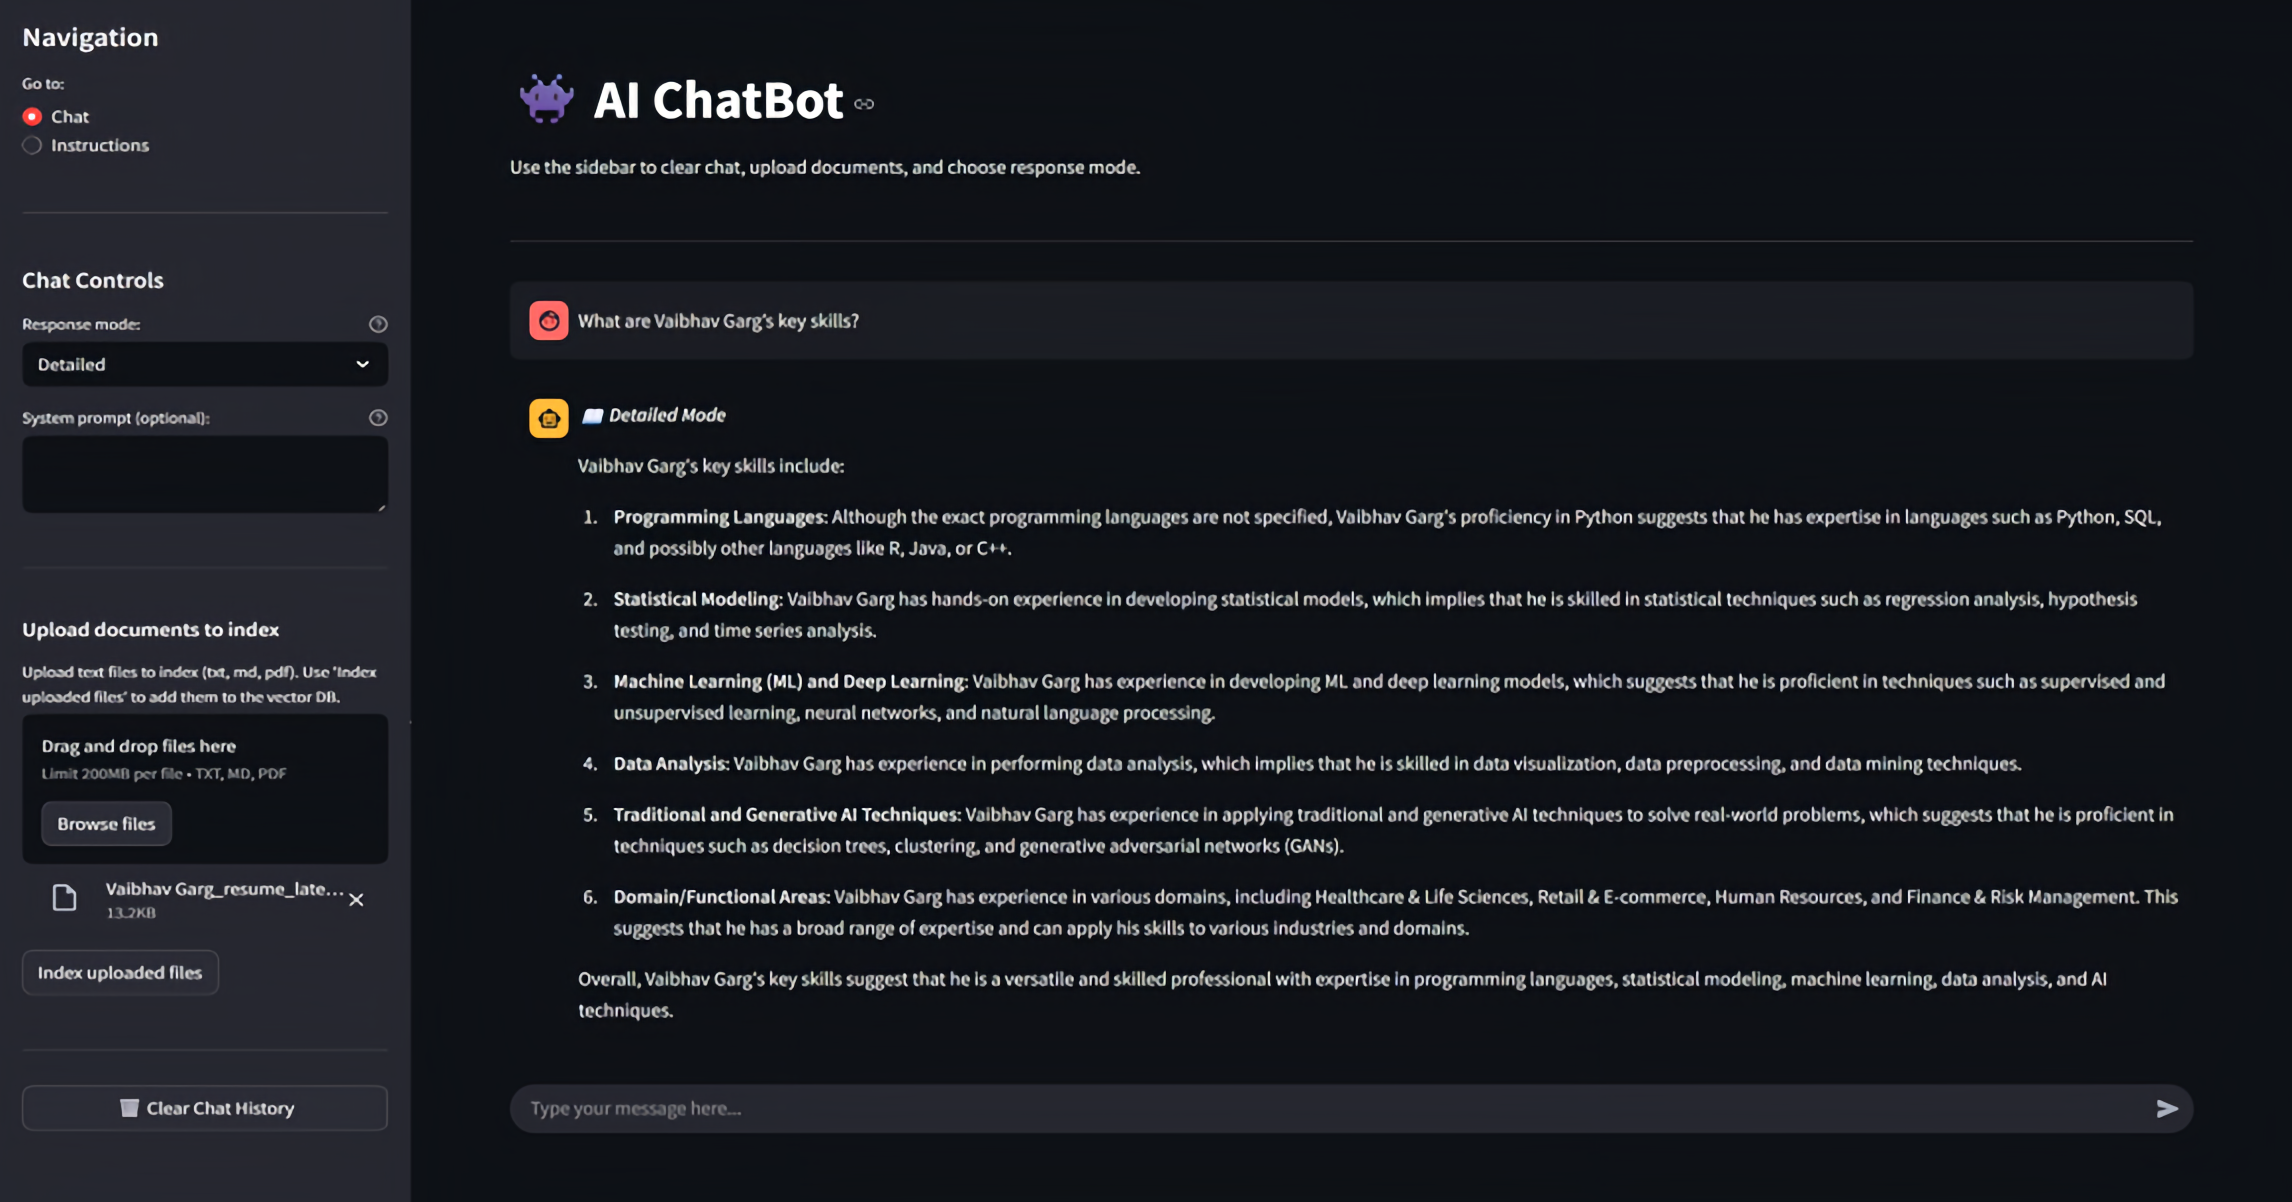 Navigation
Go to:
Chat
Instructions
Chat Controls
Response mode:
Detailed
System prompt (optional):
Upload documents to index
Upload text files to index (txt, md, pdf). Use 'Index
uploaded files' to add them to the vector DB.
Drag and drop files here
Limit 200MB per file • TXT, MD, PDF
Browse files
Vaibhav Garg_resume_late...
13.2KB
Index uploaded files
Clear Chat History
AI ChatBot
Use the sidebar to clear chat, upload documents, and choose response mode.
What are Vaibhav Garg's key skills?
Detailed Mode
Vaibhav Garg's key skills include:
1. Programming Languages: Although the exact programming languages are not specified, Vaibhav Garg's proficiency in Python suggests that he has expertise in languages such as Python, SQL,
and possibly other languages like R, Java, or C++.
2. Statistical Modeling: Vaibhav Garg has hands-on experience in developing statistical models, which implies that he is skilled in statistical techniques such as regression analysis, hypothesis
testing, and time series analysis.
3. Machine Learning (ML) and Deep Learning: Vaibhav Garg has experience in developing ML and deep learning models, which suggests that he is proficient in techniques such as supervised and
unsupervised learning, neural networks, and natural language processing.
4. Data Analysis: Vaibhav Garg has experience in performing data analysis, which implies that he is skilled in data visualization, data preprocessing, and data mining techniques.
5. Traditional and Generative AI Techniques: Vaibhav Garg has experience in applying traditional and generative AI techniques to solve real-world problems, which suggests that he is proficient in
techniques such as decision trees, clustering, and generative adversarial networks (GANs).
6. Domain/Functional Areas: Vaibhav Garg has experience in various domains, including Healthcare & Life Sciences, Retail & E-commerce, Human Resources, and Finance & Risk Management. This
suggests that he has a broad range of expertise and can apply his skills to various industries and domains.
Overall, Vaibhav Garg's key skills suggest that he is a versatile and skilled professional with expertise in programming languages, statistical modeling, machine learning, data analysis, and AI
techniques.
Type your message here...